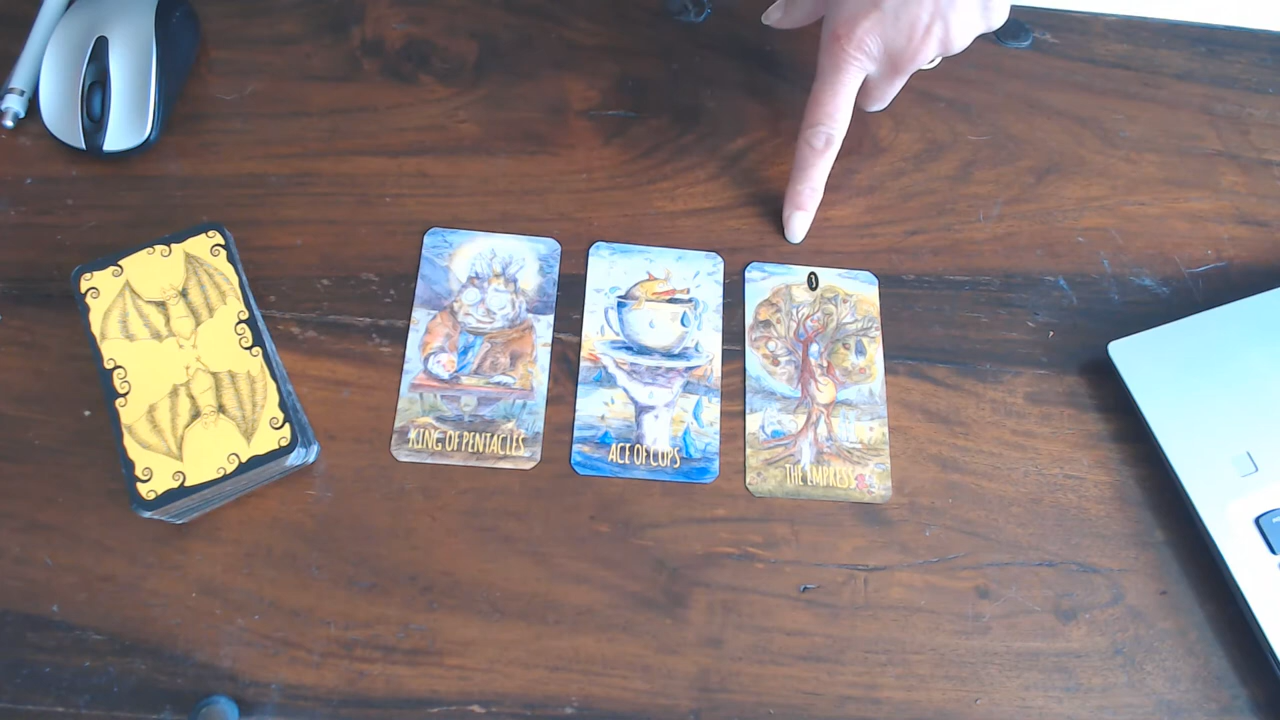 KING OF PENTACLES
ACE OF CUPS
THE EMPRESS